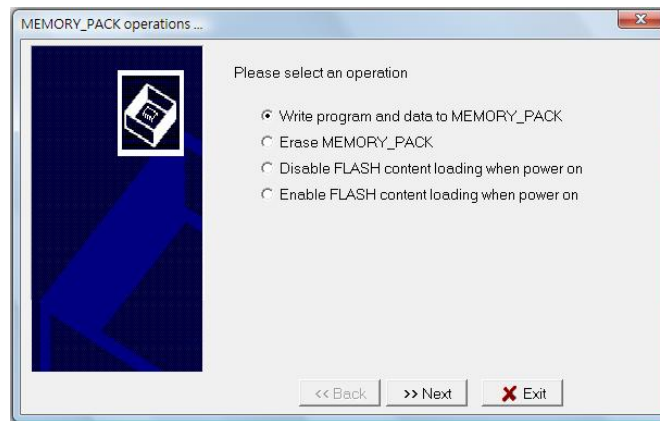 MEMORY_PACK operations ...
Please select an operation
Write program and data to MEMORY_PACK
Erase MEMORY_PACK
Disable FLASH content loading when power on
Enable FLASH content loading when power on
<< Back >> Next Exit